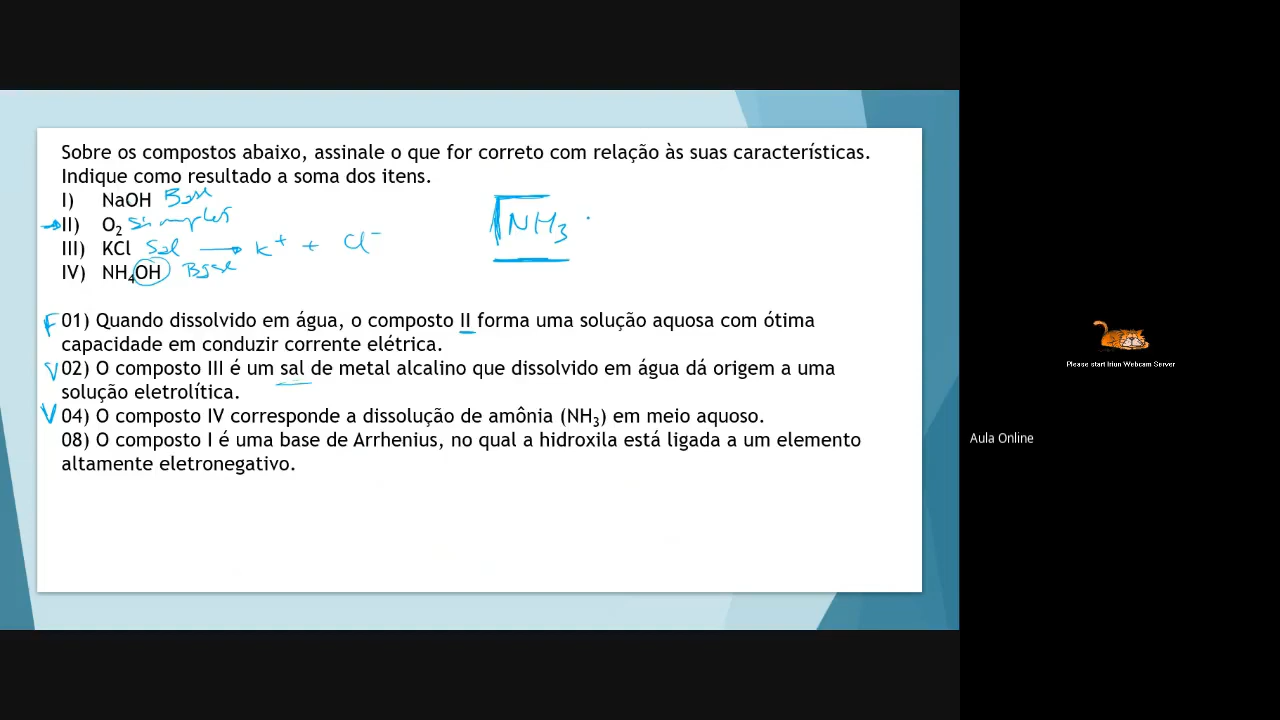 Sobre os compostos abaixo, assinale o que for correto com relação às suas características.
Indique como resultado a soma dos itens.
I) NaOH Base
II) O₂ simples
III) KCl Sal → K⁺ + Cl⁻
IV) NH₄OH Base
NH₃
F 01) Quando dissolvido em água, o composto II forma uma solução aquosa com ótima
capacidade em conduzir corrente elétrica.
V 02) O composto III é um sal de metal alcalino que dissolvido em água dá origem a uma
solução eletrolítica.
V 04) O composto IV corresponde a dissolução de amônia (NH₃) em meio aquoso.
08) O composto I é uma base de Arrhenius, no qual a hidroxila está ligada a um elemento
altamente eletronegativo.
Please start Iriun Webcam Server
Aula Online